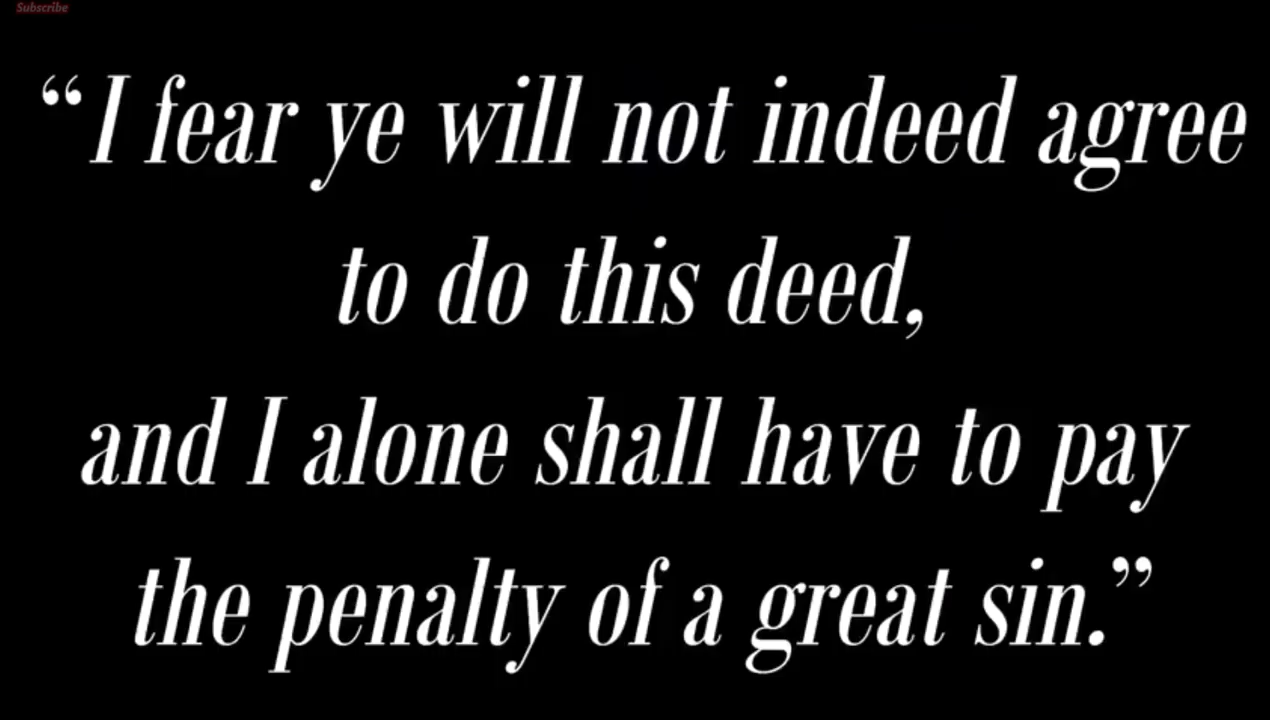 Subscribe
“I fear ye will not indeed agree
to do this deed,
and I alone shall have to pay
the penalty of a great sin.”